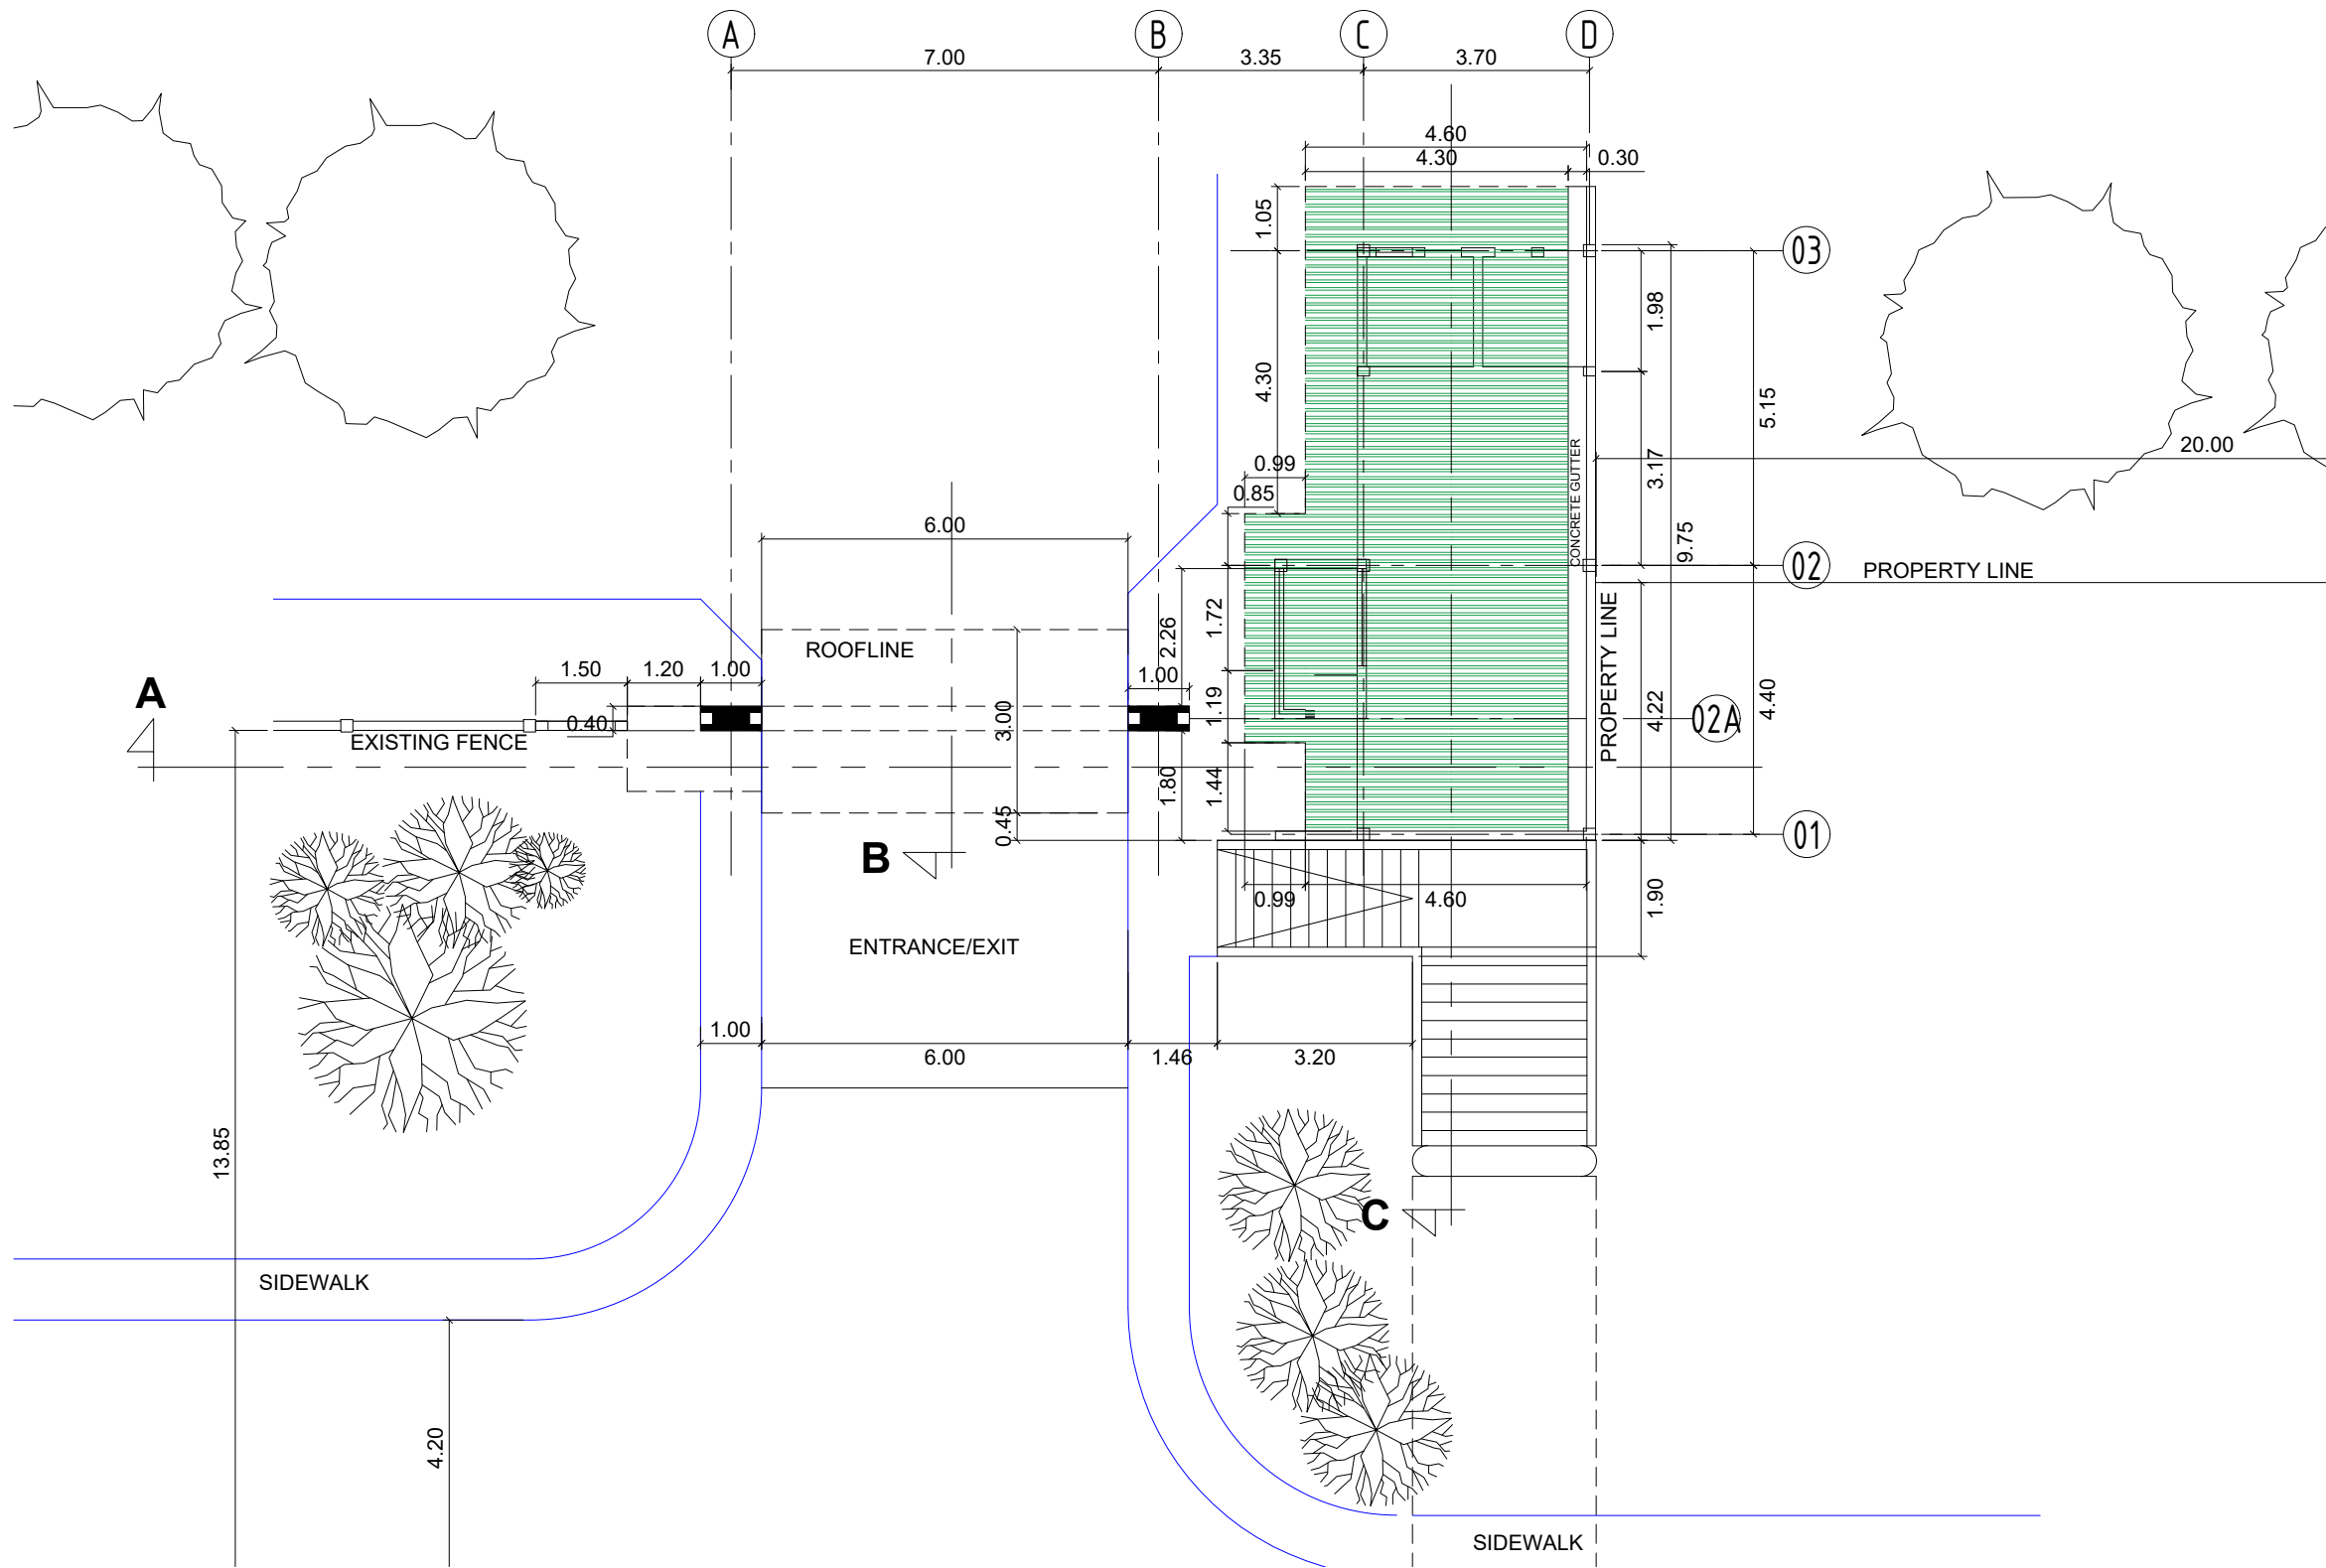 A
B
C
D
7.00
3.35
3.70
4.60
4.30
0.30
1.05
03
1.98
4.30
5.15
20.00
CONCRETE GUTTER
3.17
0.99
0.85
6.00
9.75
02
PROPERTY LINE
1.72
2.26
PROPERTY LINE
ROOFLINE
1.50
1.20
1.00
1.00
A
0.40
3.00
1.19
4.22
4.40
02A
EXISTING FENCE
1.80
1.44
0.45
01
B
0.99
4.60
1.90
ENTRANCE/EXIT
1.00
6.00
1.46
3.20
13.85
C
SIDEWALK
4.20
SIDEWALK